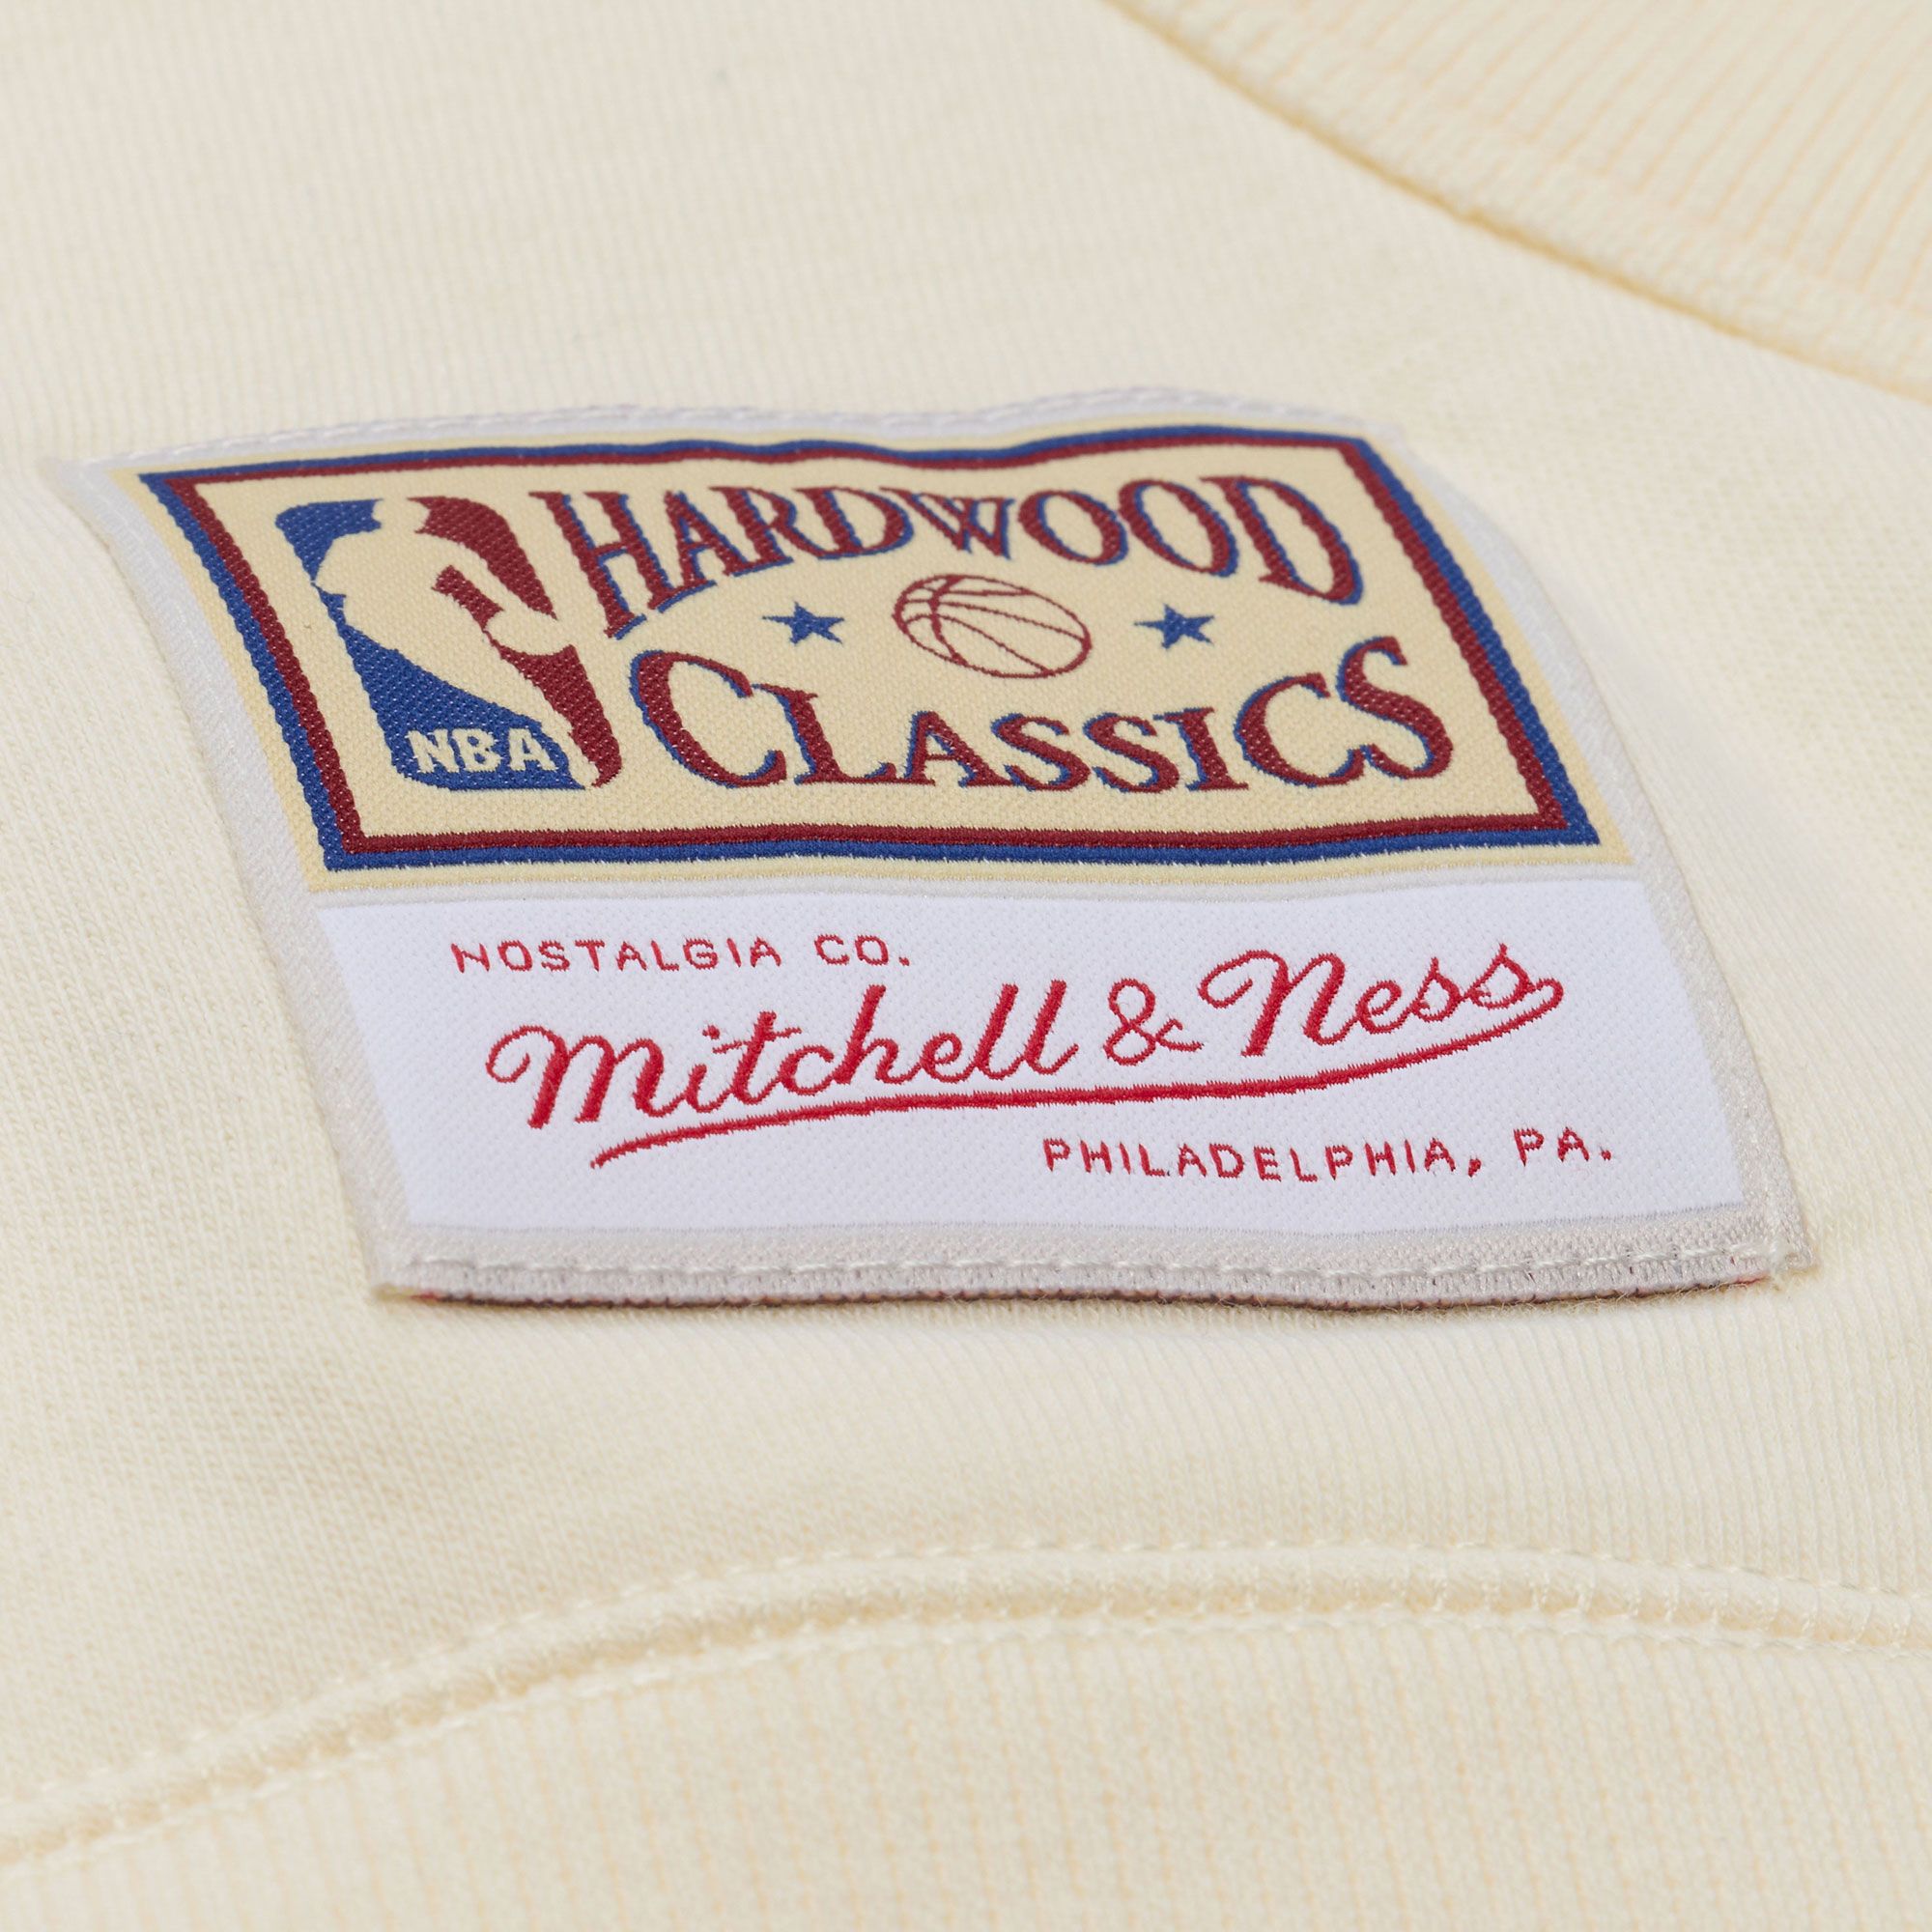 HARDWOOD
CLASSICS
NBA
NOSTALGIA CO.
Mitchell & Ness
PHILADELPHIA, PA.